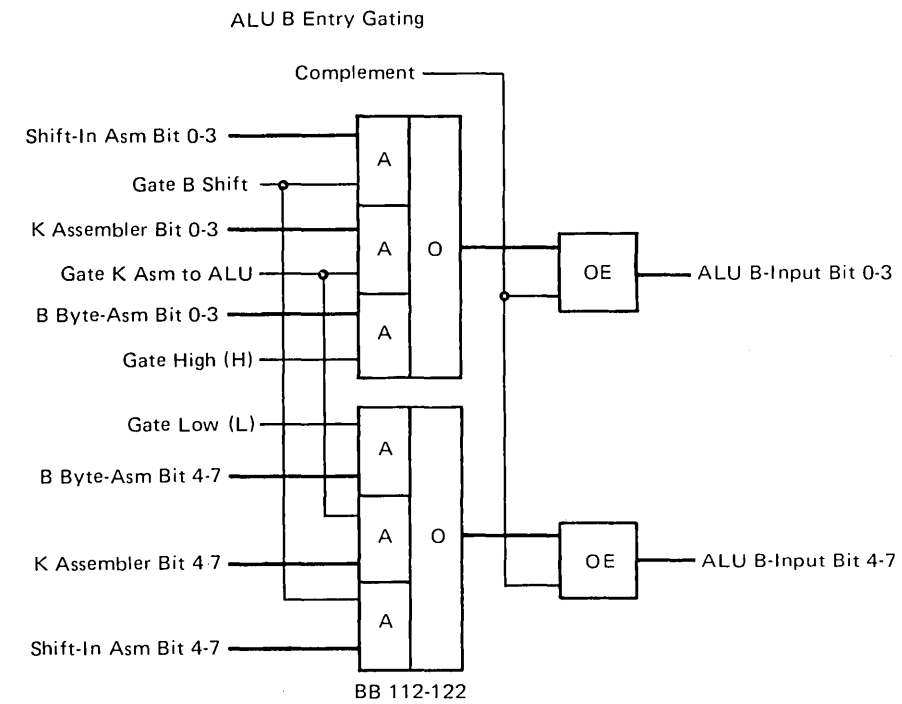 ALU B Entry Gating
Complement
Shift-In Asm Bit 0-3
A
Gate B Shift
K Assembler Bit 0-3
A
O
Gate K Asm to ALU
OE
ALU B-Input Bit 0-3
B Byte-Asm Bit 0-3
A
Gate High (H)
Gate Low (L)
A
B Byte-Asm Bit 4-7
A
O
K Assembler Bit 4-7
OE
ALU B-Input Bit 4-7
A
Shift-In Asm Bit 4-7
BB 112-122